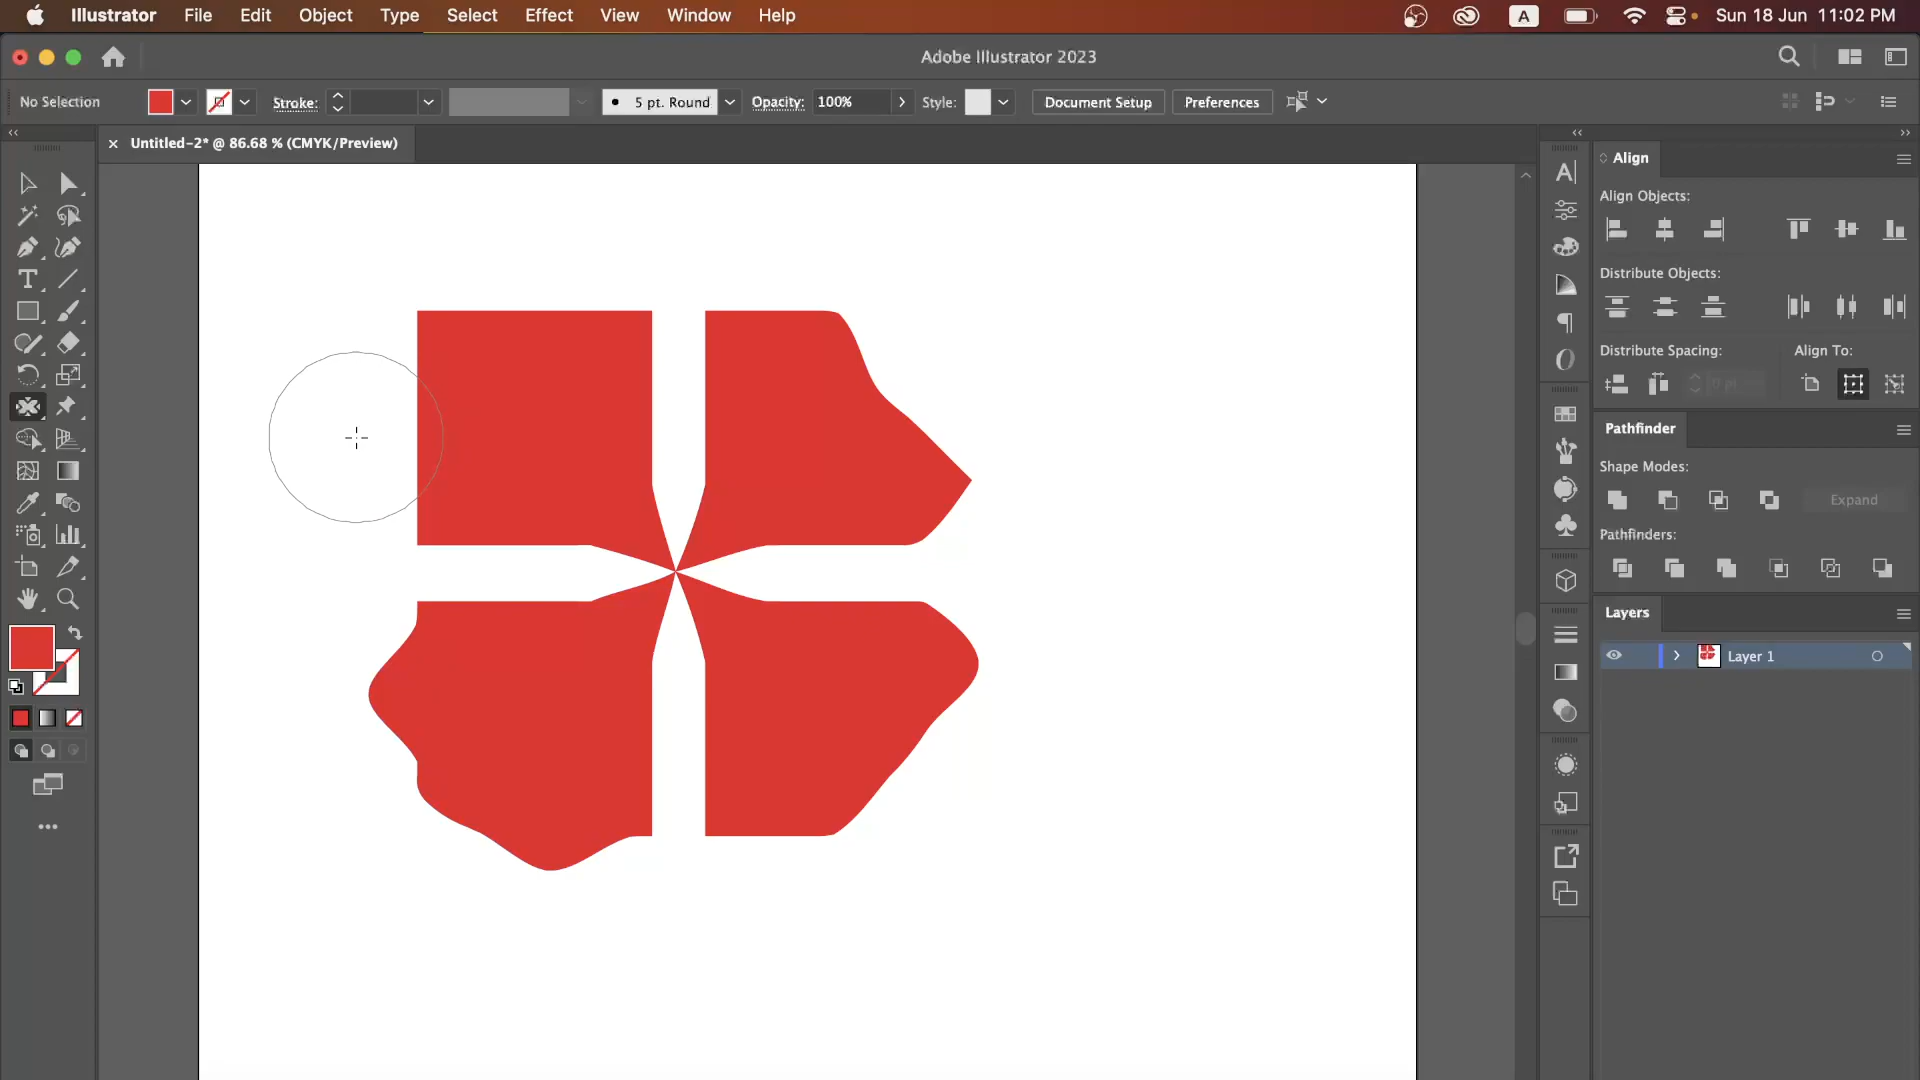 Illustrator File Edit Object Type Select Effect View Window Help A Sun 18 Jun 11:02 PM
Adobe Illustrator 2023
No Selection Stroke: 5 pt. Round Opacity: 100% Style: Document Setup Preferences
Untitled-2* @ 86.68 % (CMYK/Preview)
Align
Align Objects:
Distribute Objects:
Distribute Spacing: Align To:
0 pt
Pathfinder
Shape Modes:
Expand
Pathfinders:
Layers
Layer 1